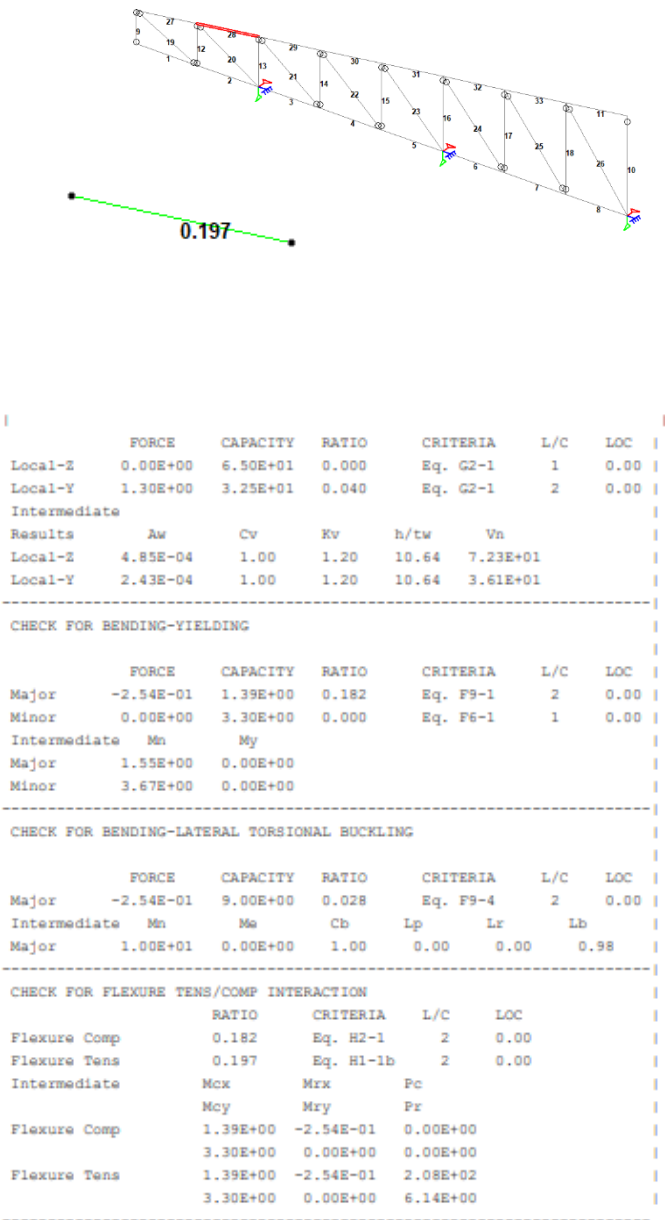 27
9
28
29
19
12
1
20
13
30
2
21
14
31
3
22
15
32
4
23
16
33
11
5
24
17
6
25
18
10
7
26
8
0.197
FORCE CAPACITY RATIO CRITERIA L/C LOC |
Local-Z 0.00E+00 6.50E+01 0.000 Eq. G2-1 1 0.00 |
Local-Y 1.30E+00 3.25E+01 0.040 Eq. G2-1 2 0.00 |
Intermediate |
Results Aw Cv Kv h/tw Vn |
Local-Z 4.85E-04 1.00 1.20 10.64 7.23E+01 |
Local-Y 2.43E-04 1.00 1.20 10.64 3.61E+01 |
CHECK FOR BENDING-YIELDING |
FORCE CAPACITY RATIO CRITERIA L/C LOC |
Major -2.54E-01 1.39E+00 0.182 Eq. F9-1 2 0.00 |
Minor 0.00E+00 3.30E+00 0.000 Eq. F6-1 1 0.00 |
Intermediate Mn My |
Major 1.55E+00 0.00E+00 |
Minor 3.67E+00 0.00E+00 |
CHECK FOR BENDING-LATERAL TORSIONAL BUCKLING |
FORCE CAPACITY RATIO CRITERIA L/C LOC |
Major -2.54E-01 9.00E+00 0.028 Eq. F9-4 2 0.00 |
Intermediate Mn Me Cb Lp Lr Lb |
Major 1.00E+01 0.00E+00 1.00 0.00 0.00 0.98 |
CHECK FOR FLEXURE TENS/COMP INTERACTION |
RATIO CRITERIA L/C LOC |
Flexure Comp 0.182 Eq. H2-1 2 0.00 |
Flexure Tens 0.197 Eq. H1-1b 2 0.00 |
Intermediate Mcx Mrx Pc |
Mcy Mry Pr |
Flexure Comp 1.39E+00 -2.54E-01 0.00E+00 |
3.30E+00 0.00E+00 0.00E+00 |
Flexure Tens 1.39E+00 -2.54E-01 2.08E+02 |
3.30E+00 0.00E+00 6.14E+00 |